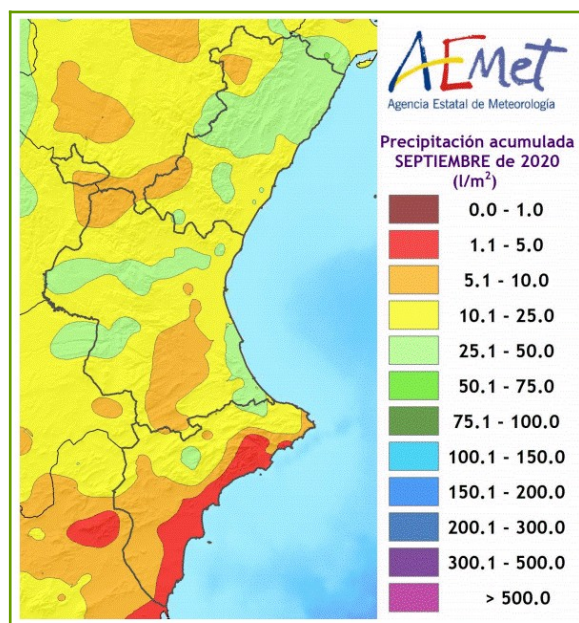 AEMet
Agencia Estatal de Meteorología
Precipitación acumulada
SEPTIEMBRE de 2020
(l/m²)
0.0 - 1.0
1.1 - 5.0
5.1 - 10.0
10.1 - 25.0
25.1 - 50.0
50.1 - 75.0
75.1 - 100.0
100.1 - 150.0
150.1 - 200.0
200.1 - 300.0
300.1 - 500.0
> 500.0